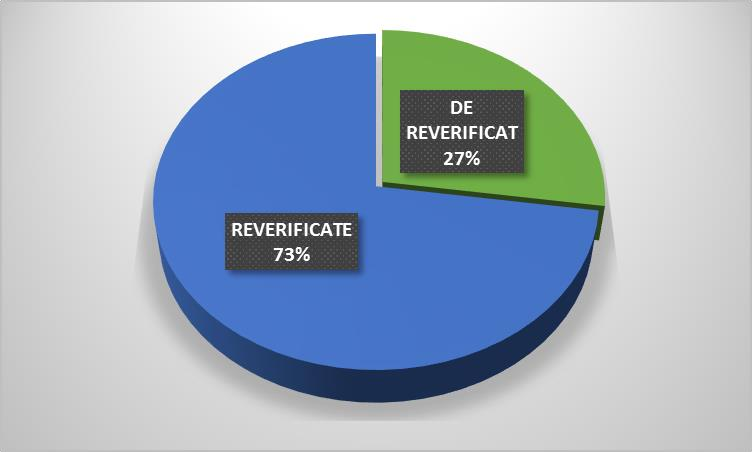 DE
REVERIFICAT
27%
REVERIFICATE
73%